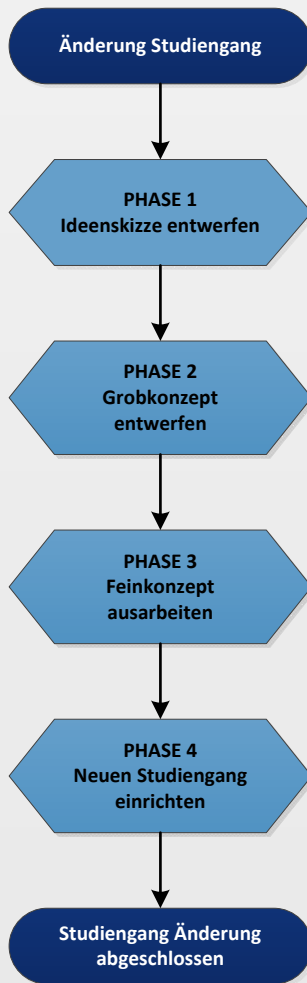 Änderung Studiengang
PHASE 1
Ideenskizze entwerfen
PHASE 2
Grobkonzept
entwerfen
PHASE 3
Feinkonzept
ausarbeiten
PHASE 4
Neuen Studiengang
einrichten
Studiengang Änderung
abgeschlossen